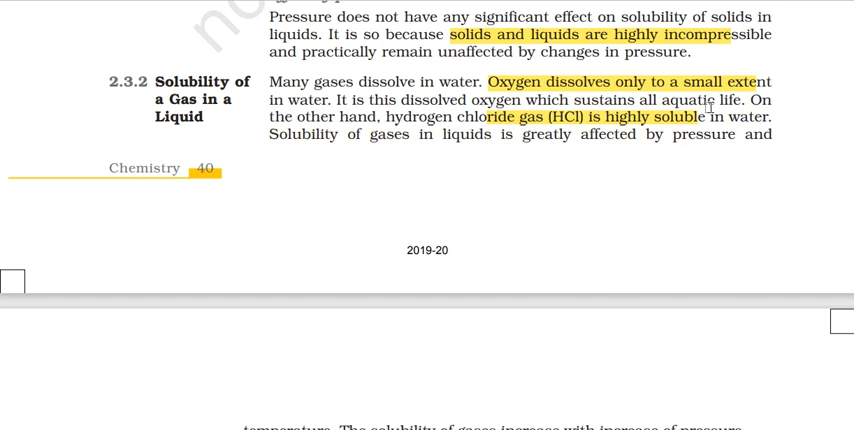 Pressure does not have any significant effect on solubility of solids in
liquids. It is so because solids and liquids are highly incompressible
and practically remain unaffected by changes in pressure.
2.3.2 Solubility of
a Gas in a
Liquid
Many gases dissolve in water. Oxygen dissolves only to a small extent
in water. It is this dissolved oxygen which sustains all aquatic life. On
the other hand, hydrogen chloride gas (HCl) is highly soluble in water.
Solubility of gases in liquids is greatly affected by pressure and
Chemistry 40
2019-20
temperature. The solubility of gases increase with increase of pressure.